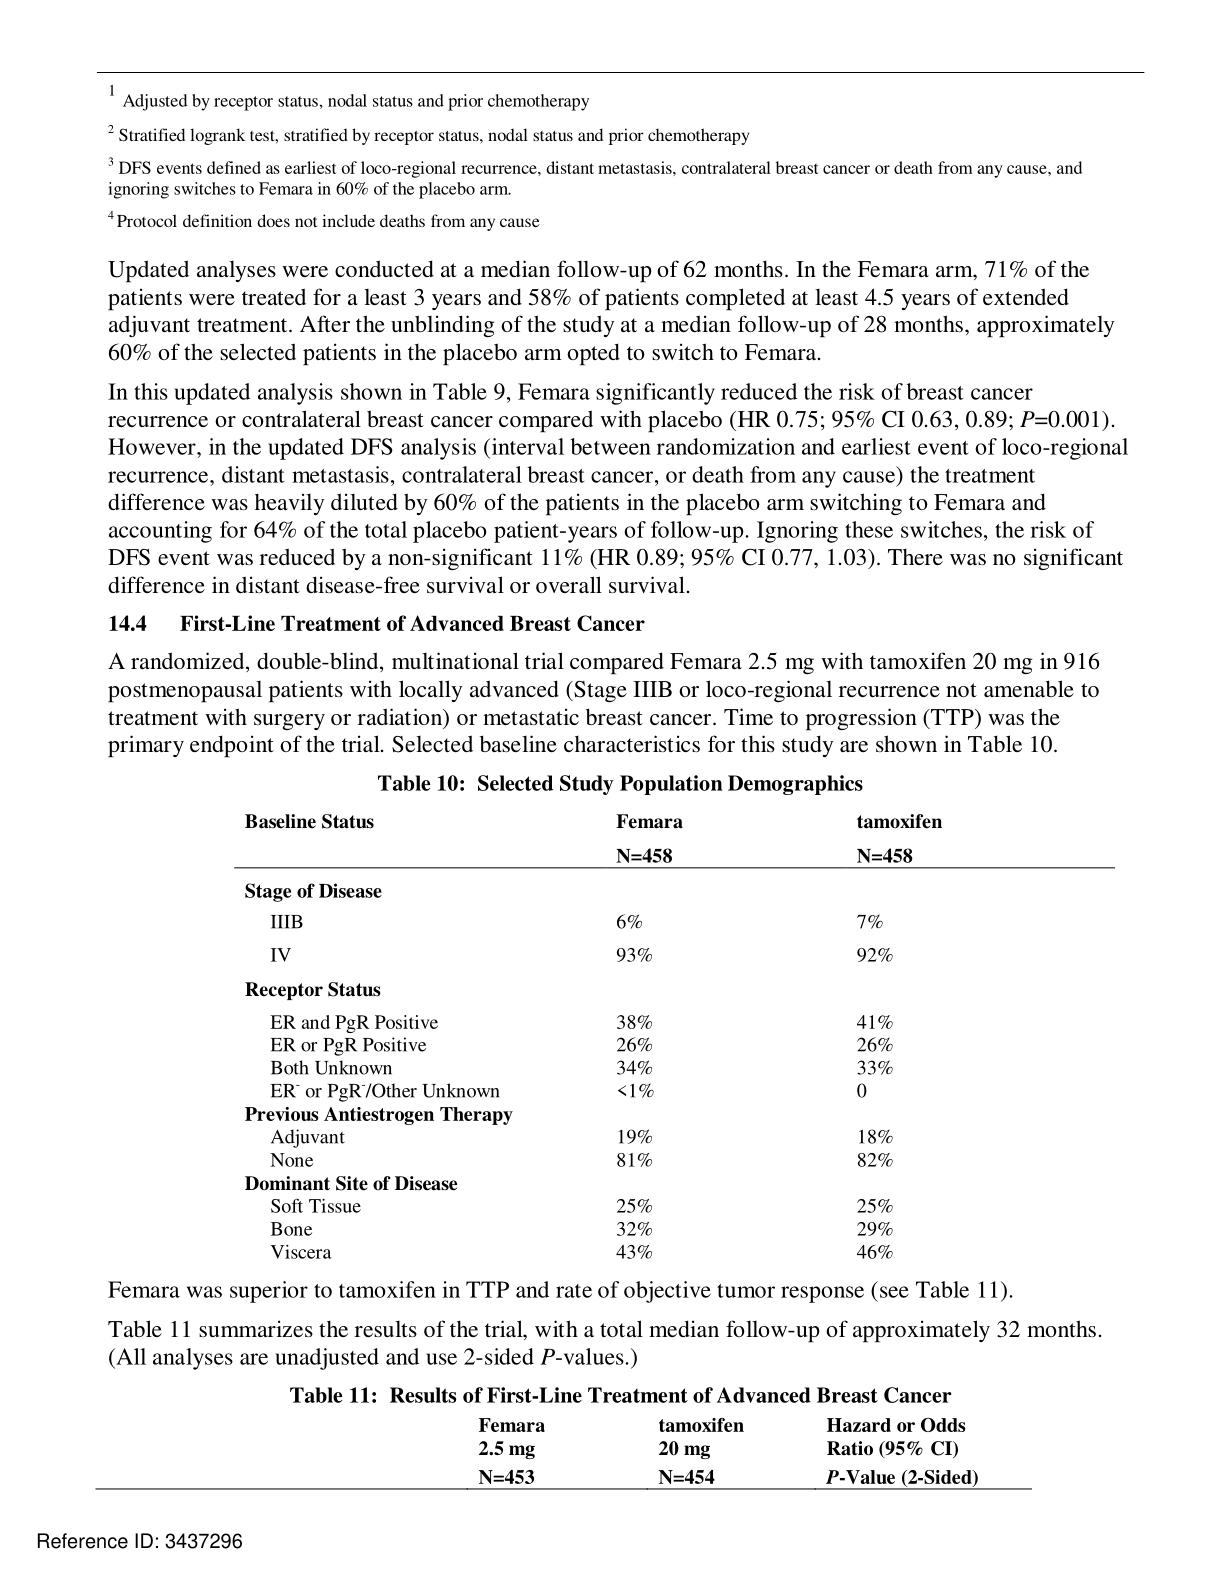 1 Adjusted by receptor status, nodal status and prior chemotherapy
2 Stratified logrank test, stratified by receptor status, nodal status and prior chemotherapy
3 DFS events defined as earliest of loco-regional recurrence, distant metastasis, contralateral breast cancer or death from any cause, and
ignoring switches to Femara in 60% of the placebo arm.
4 Protocol definition does not include deaths from any cause
Updated analyses were conducted at a median follow-up of 62 months. In the Femara arm, 71% of the
patients were treated for a least 3 years and 58% of patients completed at least 4.5 years of extended
adjuvant treatment. After the unblinding of the study at a median follow-up of 28 months, approximately
60% of the selected patients in the placebo arm opted to switch to Femara.
In this updated analysis shown in Table 9, Femara significantly reduced the risk of breast cancer
recurrence or contralateral breast cancer compared with placebo (HR 0.75; 95% CI 0.63, 0.89; P=0.001).
However, in the updated DFS analysis (interval between randomization and earliest event of loco-regional
recurrence, distant metastasis, contralateral breast cancer, or death from any cause) the treatment
difference was heavily diluted by 60% of the patients in the placebo arm switching to Femara and
accounting for 64% of the total placebo patient-years of follow-up. Ignoring these switches, the risk of
DFS event was reduced by a non-significant 11% (HR 0.89; 95% CI 0.77, 1.03). There was no significant
difference in distant disease-free survival or overall survival.
14.4 First-Line Treatment of Advanced Breast Cancer
A randomized, double-blind, multinational trial compared Femara 2.5 mg with tamoxifen 20 mg in 916
postmenopausal patients with locally advanced (Stage IIIB or loco-regional recurrence not amenable to
treatment with surgery or radiation) or metastatic breast cancer. Time to progression (TTP) was the
primary endpoint of the trial. Selected baseline characteristics for this study are shown in Table 10.
Table 10: Selected Study Population Demographics
Baseline Status Femara tamoxifen
N=458 N=458
Stage of Disease
IIIB 6% 7%
IV 93% 92%
Receptor Status
ER and PgR Positive 38% 41%
ER or PgR Positive 26% 26%
Both Unknown 34% 33%
ER- or PgR-/Other Unknown <1% 0
Previous Antiestrogen Therapy
Adjuvant 19% 18%
None 81% 82%
Dominant Site of Disease
Soft Tissue 25% 25%
Bone 32% 29%
Viscera 43% 46%
Femara was superior to tamoxifen in TTP and rate of objective tumor response (see Table 11).
Table 11 summarizes the results of the trial, with a total median follow-up of approximately 32 months.
(All analyses are unadjusted and use 2-sided P-values.)
Table 11: Results of First-Line Treatment of Advanced Breast Cancer
Femara tamoxifen Hazard or Odds
2.5 mg 20 mg Ratio (95% CI)
N=453 N=454 P-Value (2-Sided)
Reference ID: 3437296